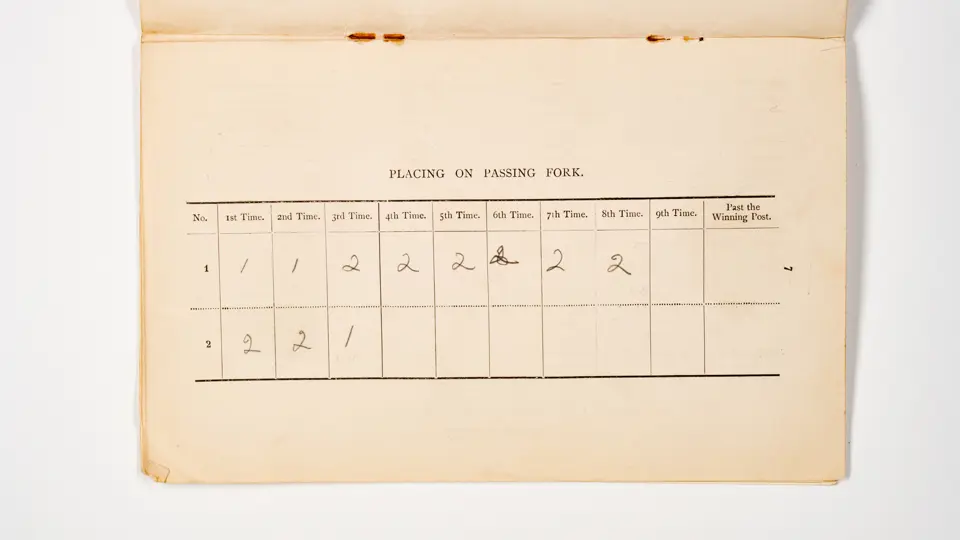 PLACING ON PASSING FORK.
No. 1st Time. 2nd Time. 3rd Time. 4th Time. 5th Time. 6th Time. 7th Time. 8th Time. 9th Time. Past the Winning Post.
1 1 1 2 2 2 2 2 2
2 2 2 1
7